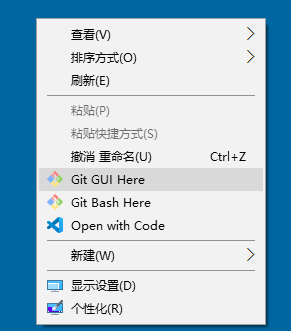 查看(V)
排序方式(O)
刷新(E)
粘贴(P)
粘贴快捷方式(S)
撤消 重命名(U) Ctrl+Z
Git GUI Here
Git Bash Here
Open with Code
新建(W)
显示设置(D)
个性化(R)